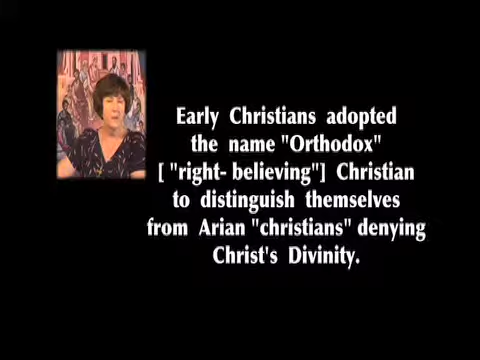 Early Christians adopted
the name "Orthodox"
[ "right- believing"] Christian
to distinguish themselves
from Arian "christians" denying
Christ's Divinity.